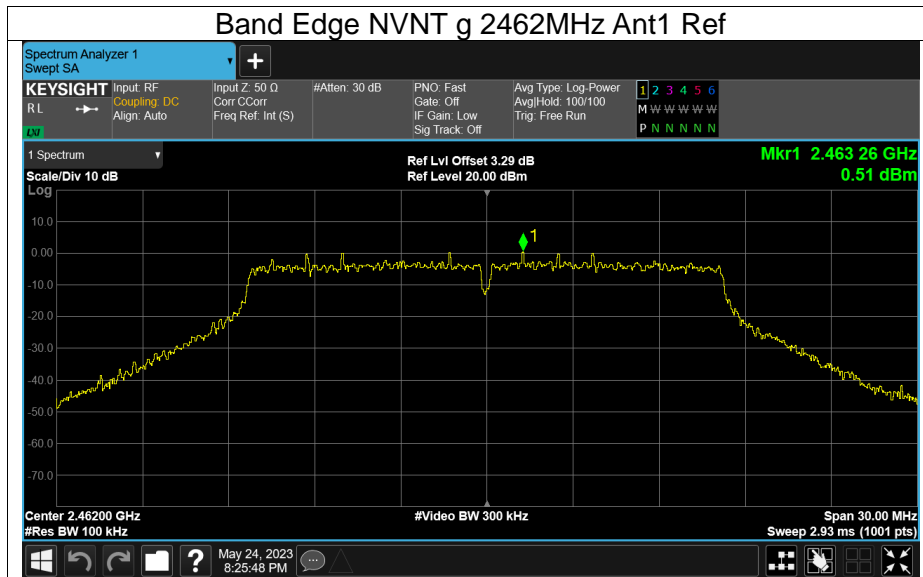 Band Edge NVNT g 2462MHz Ant1 Ref
Spectrum Analyzer 1
Swept SA
+
KEYSIGHT
RL
LXI
Input: RF
Coupling: DC
Align: Auto
Input Z: 50 Ω
Corr CCorr
Freq Ref: Int (S)
#Atten: 30 dB
PNO: Fast
Gate: Off
IF Gain: Low
Sig Track: Off
Avg Type: Log-Power
Avg|Hold: 100/100
Trig: Free Run
1 2 3 4 5 6
M W W W W W
P N N N N N
1 Spectrum
Scale/Div 10 dB
Log
Ref Lvl Offset 3.29 dB
Ref Level 20.00 dBm
Mkr1 2.463 26 GHz
0.51 dBm
10.0
0.00
-10.0
-20.0
-30.0
-40.0
-50.0
-60.0
-70.0
1
Center 2.46200 GHz
#Res BW 100 kHz
#Video BW 300 kHz
Span 30.00 MHz
Sweep 2.93 ms (1001 pts)
?
May 24, 2023
8:25:48 PM